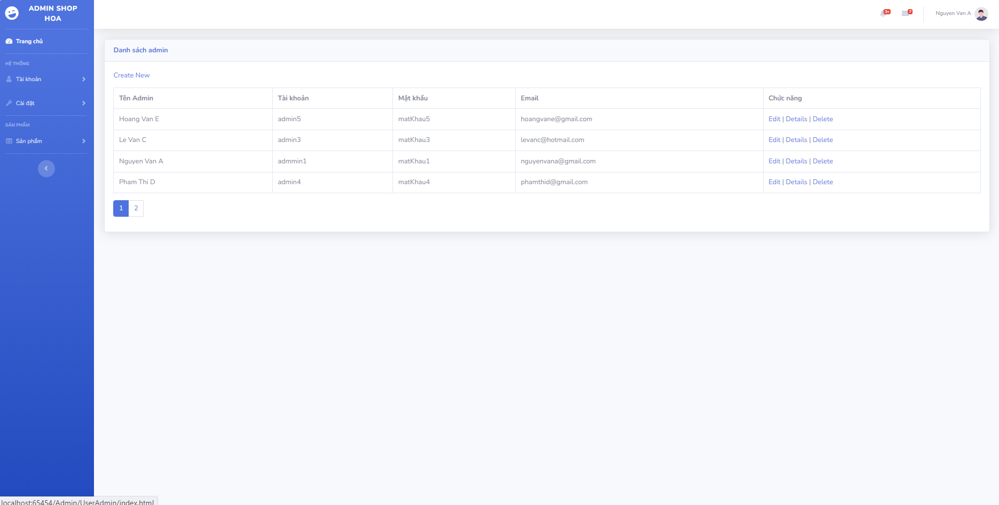 ADMIN SHOP
HOA
3+
7
Nguyen Van A
Trang chủ
HỆ THỐNG
Tài khoản
Cài đặt
SẢN PHẨM
Sản phẩm
Danh sách admin
Create New
Tên Admin Tài khoản Mật khẩu Email Chức năng
Hoang Van E admin5 matKhau5 hoangvane@gmail.com Edit | Details | Delete
Le Van C admin3 matKhau3 levanc@hotmail.com Edit | Details | Delete
Nguyen Van A admmin1 matKhau1 nguyenvana@gmail.com Edit | Details | Delete
Pham Thi D admin4 matKhau4 phamthid@gmail.com Edit | Details | Delete
1 2
localhost:65454/Admin/UserAdmin/index.html